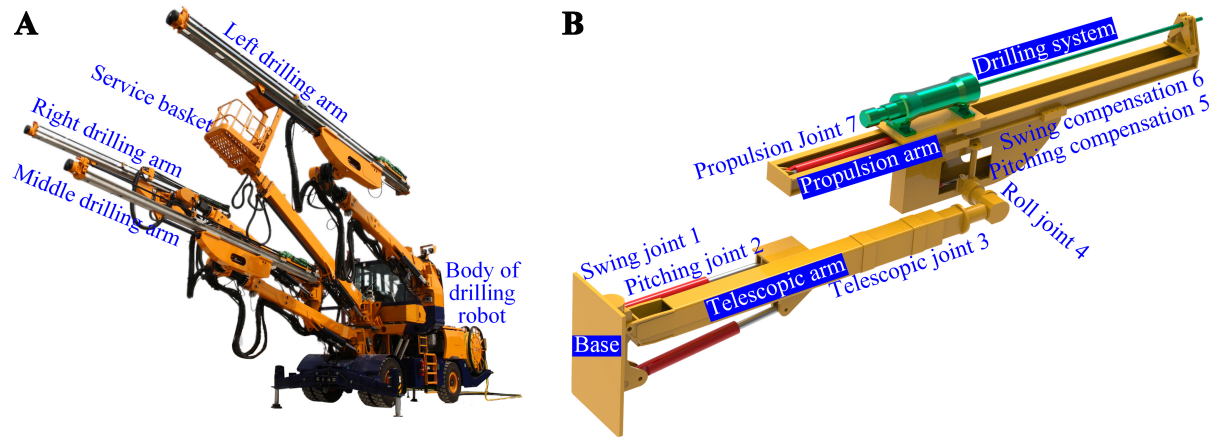 A
Left drilling arm
Service basket
Right drilling arm
Middle drilling arm
Body of
drilling
robot
B
Drilling system
Swing compensation 6
Pitching compensation 5
Propulsion Joint 7
Propulsion arm
Roll joint 4
Swing joint 1
Pitching joint 2
Telescopic arm
Telescopic joint 3
Base